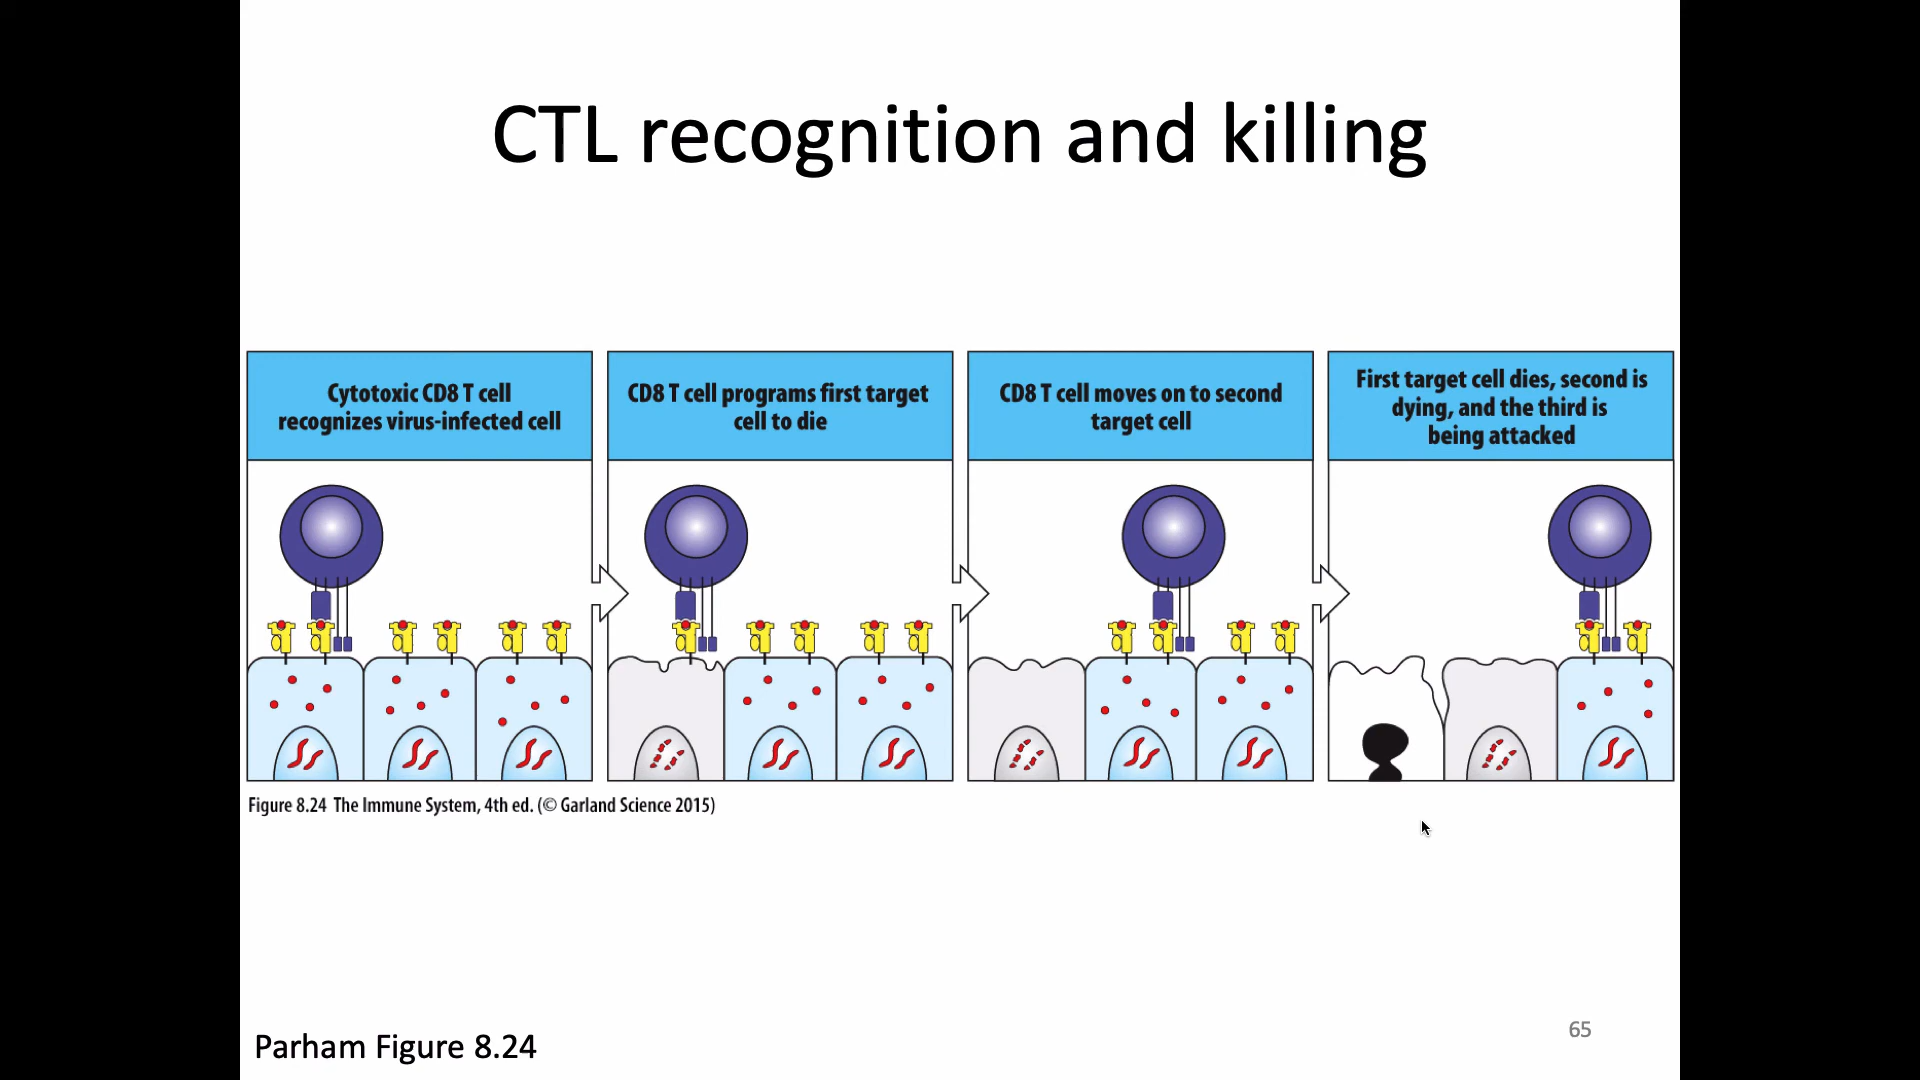 CTL recognition and killing
Cytotoxic CD8 T cell
recognizes virus-infected cell
CD8 T cell programs first target
cell to die
CD8 T cell moves on to second
target cell
First target cell dies, second is
dying, and the third is
being attacked
Figure 8.24 The Immune System, 4th ed. (© Garland Science 2015)
65
Parham Figure 8.24